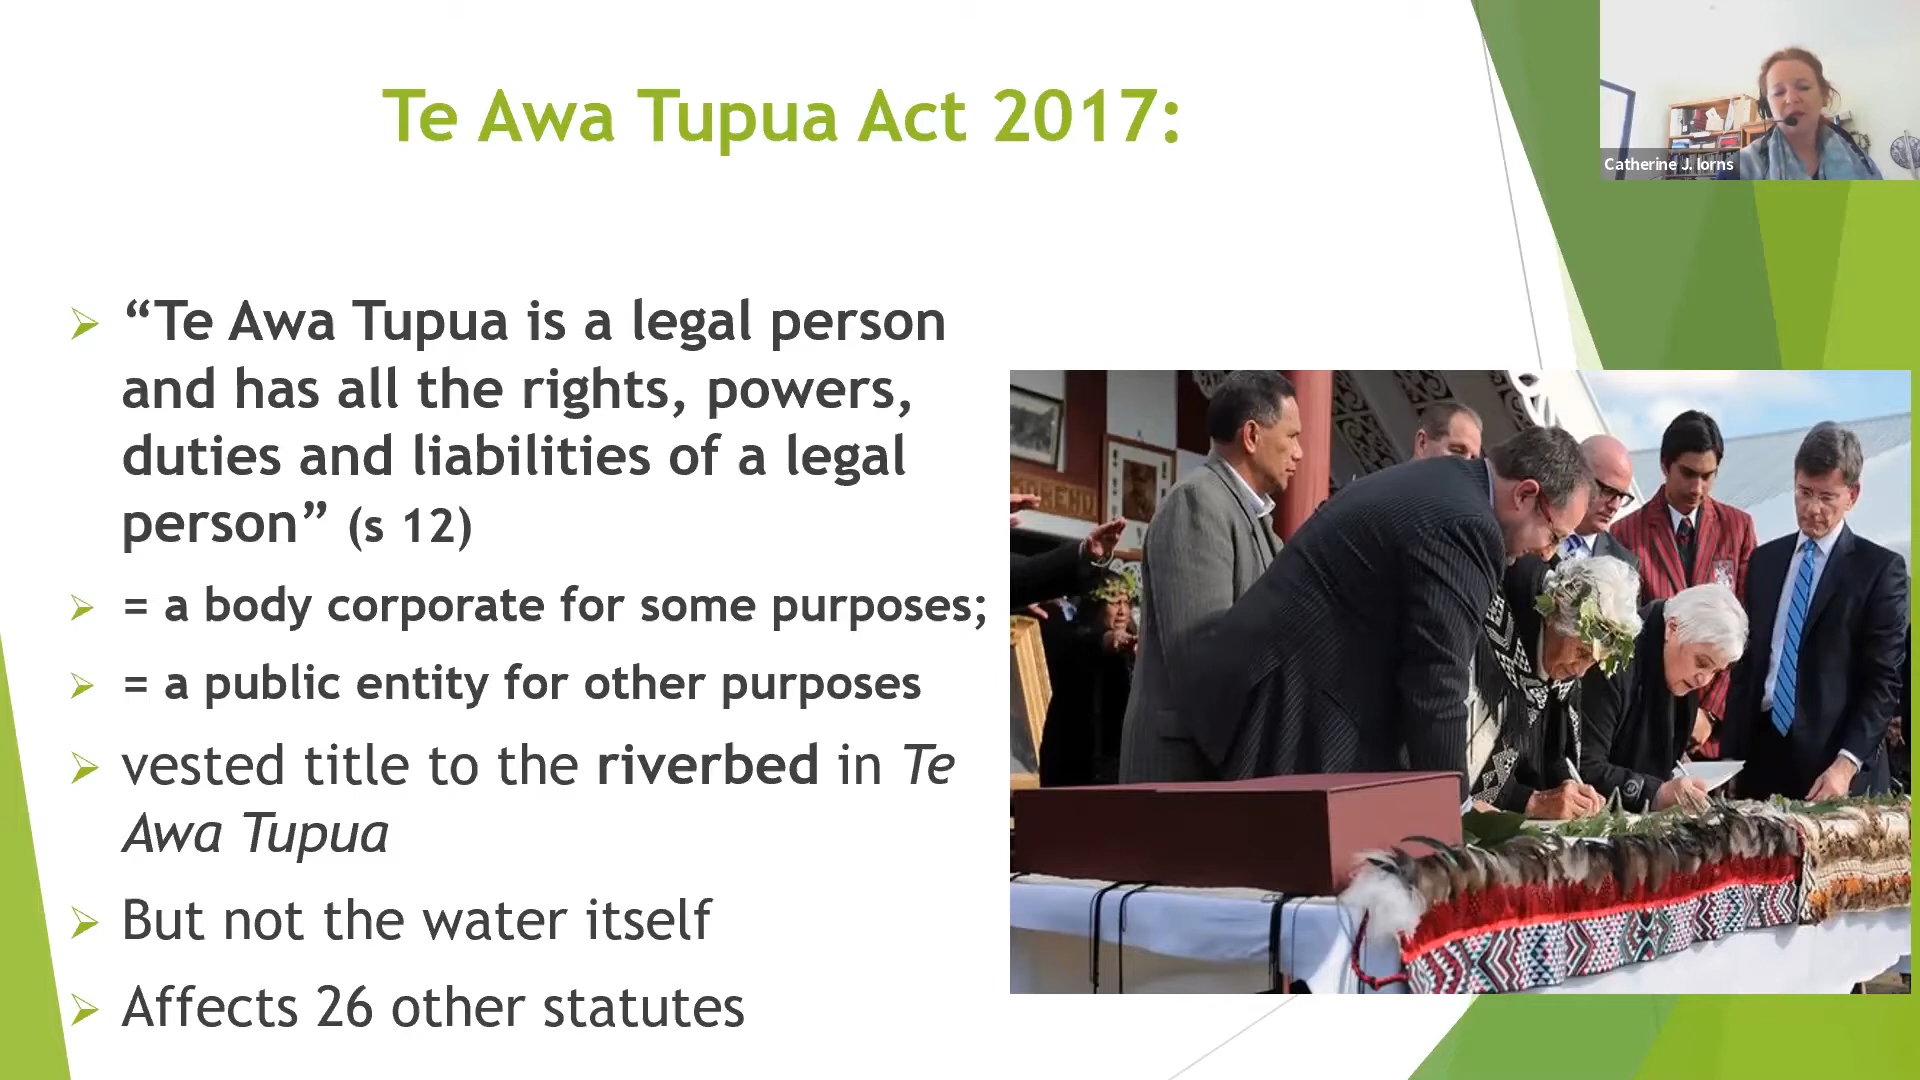 Te Awa Tupua Act 2017:
Catherine J. Iorns
“Te Awa Tupua is a legal person
and has all the rights, powers,
duties and liabilities of a legal
person” (s 12)
= a body corporate for some purposes;
= a public entity for other purposes
vested title to the riverbed in Te
Awa Tupua
But not the water itself
Affects 26 other statutes